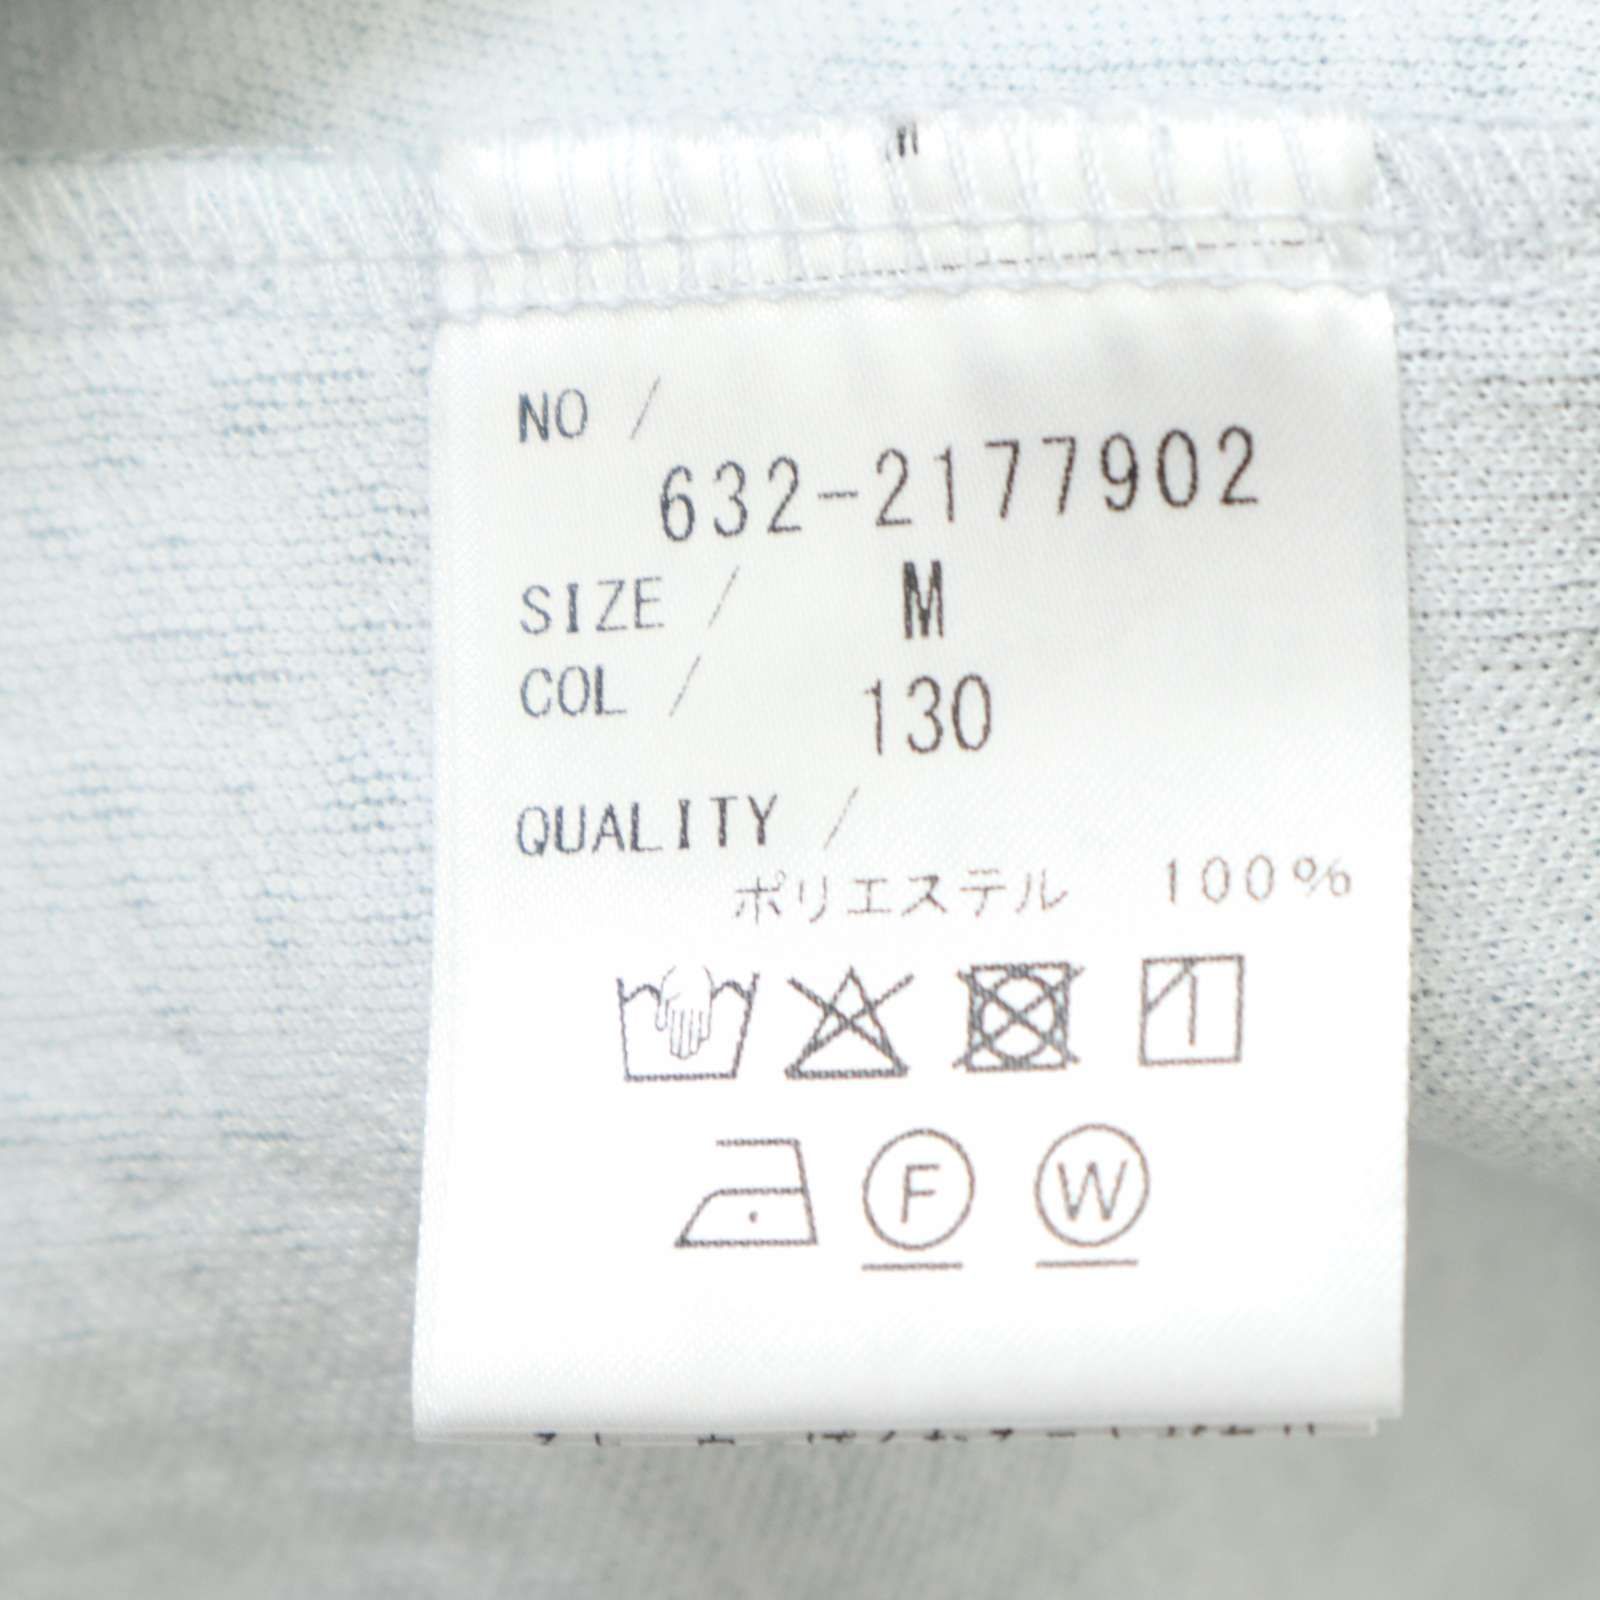 NO /
632-2177902
SIZE / M
COL / 130
QUALITY /
ポリエステル 100%
F W